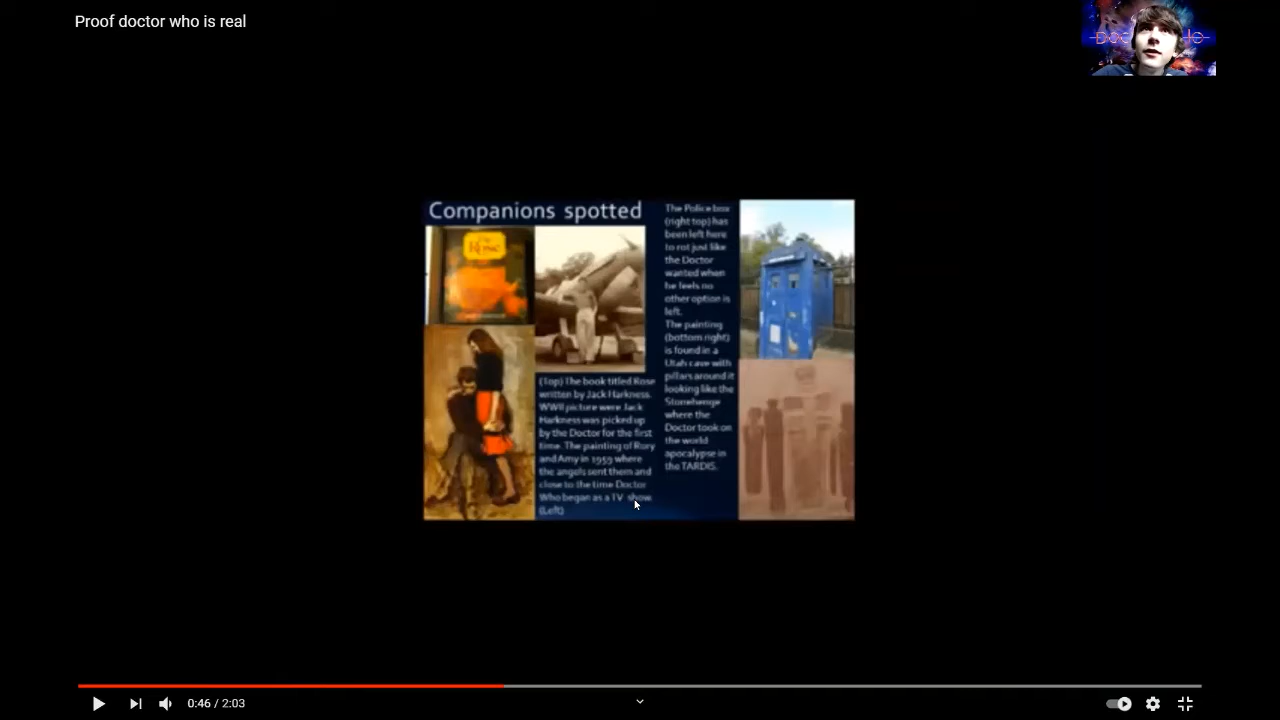 Proof doctor who is real
Companions spotted
Rose
(Top) The book titled Rose
written by Jack Harkness.
WWII picture were Jack
Harkness was picked up
by the Doctor for the first
time. The painting of Rory
and Amy in 1959 where
the angels sent them and
close to the time Doctor
Who began as a TV show.
(Left)
The Police box
(right top) has
been left here
to rot just like
the Doctor
wanted when
he feels no
other option is
left.
The painting
(bottom right)
is found in a
Utah cave with
pillars around it
looking like the
Stonehenge
where the
Doctor took on
the world
apocalypse in
the TARDIS.
0:46 / 2:03